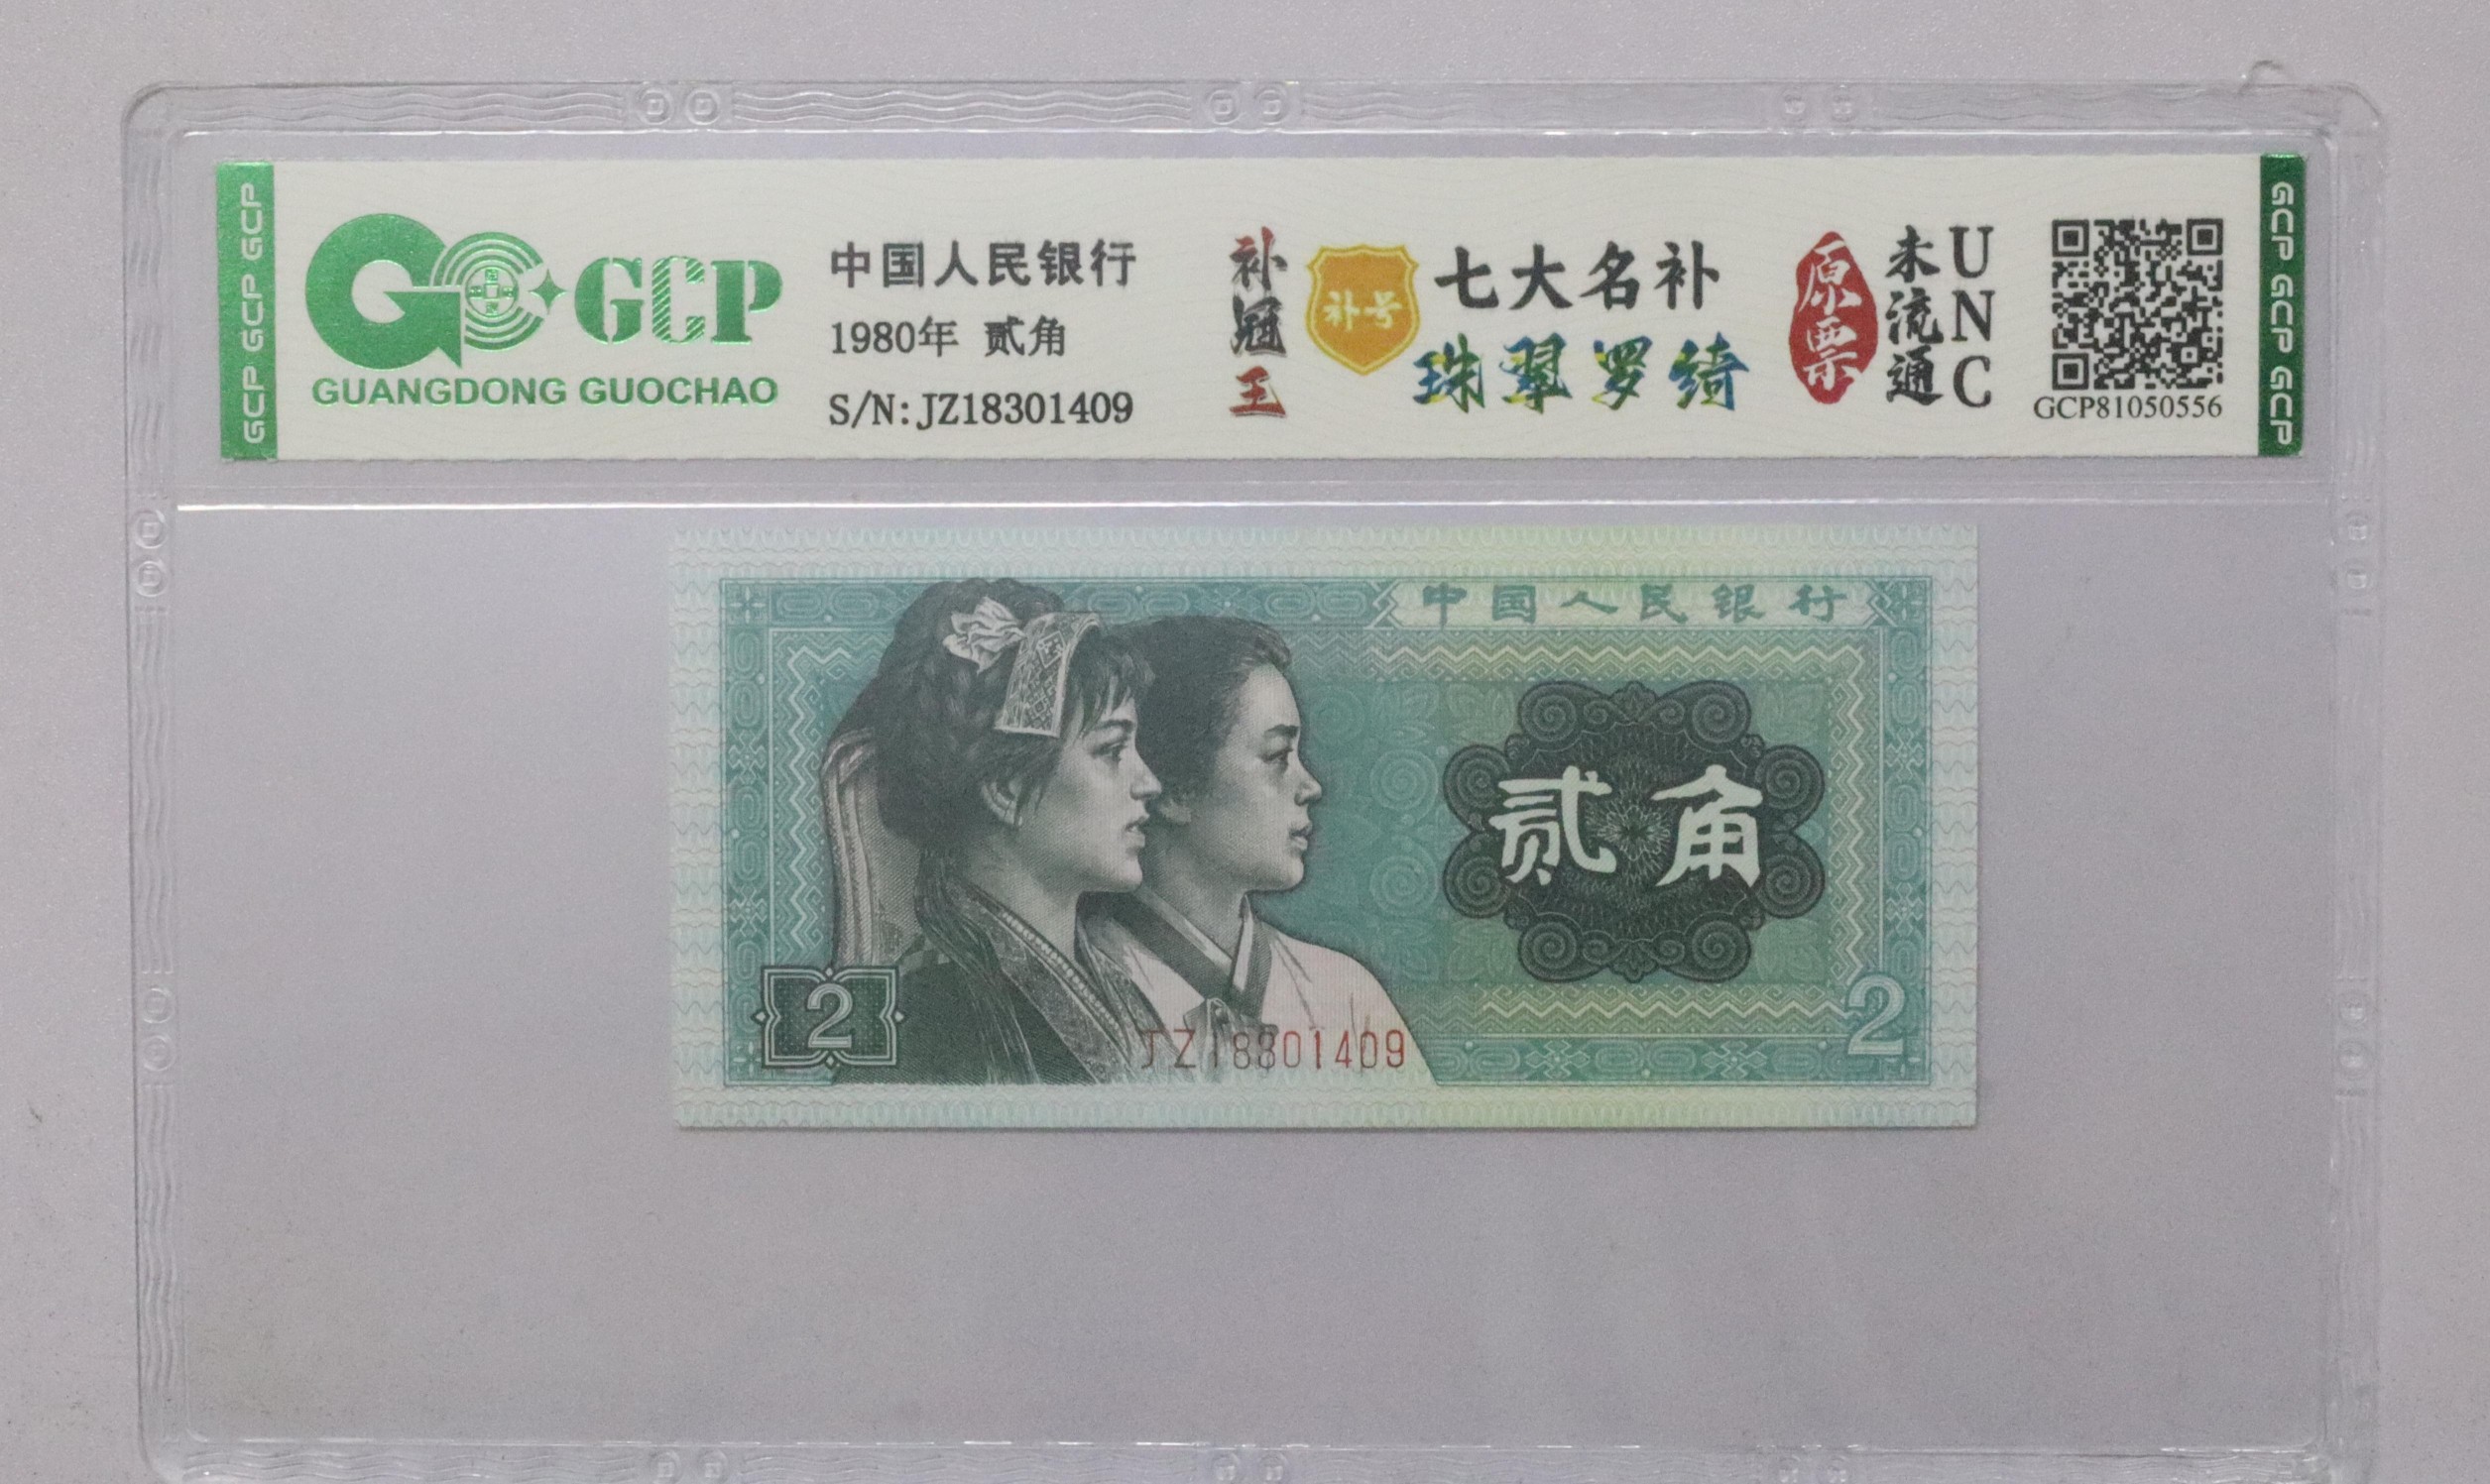 GCP GCP GCP
GCP
GUANGDONG GUOCHAO
中国人民银行
1980年 贰角
S/N: JZ18301409
补冠王
补号
七大名补
珠翠罗绮
原票
未流通
UNC
GCP81050556
GCP GCP GCP
中国人民银行
贰角
2
JZ18301409
2